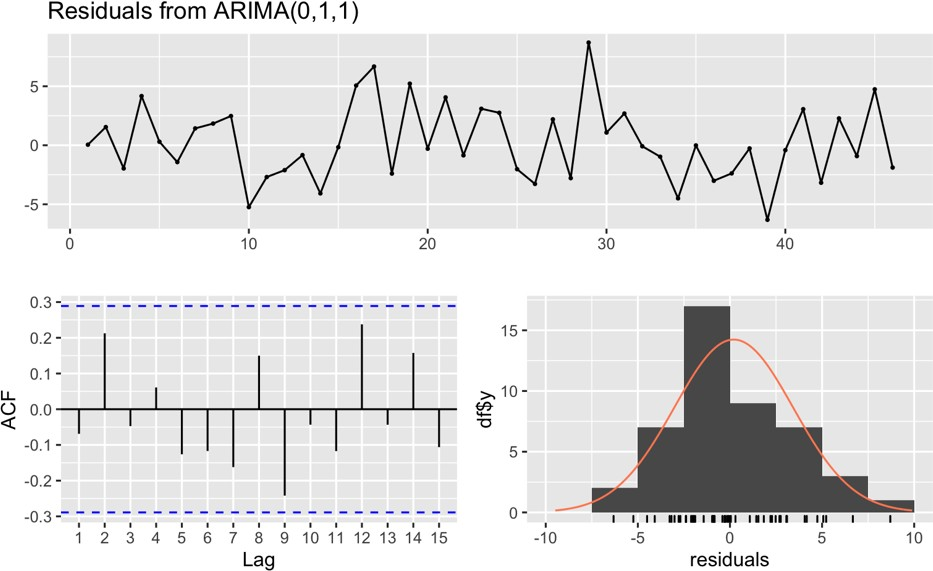 Residuals from ARIMA(0,1,1)
5
0
-5
0
10
20
30
40
0.3
0.2
0.1
0.0
-0.1
-0.2
-0.3
ACF
1 2 3 4 5 6 7 8 9 10 11 12 13 14 15
Lag
15
10
5
0
df$y
-10 -5 0 5 10
residuals